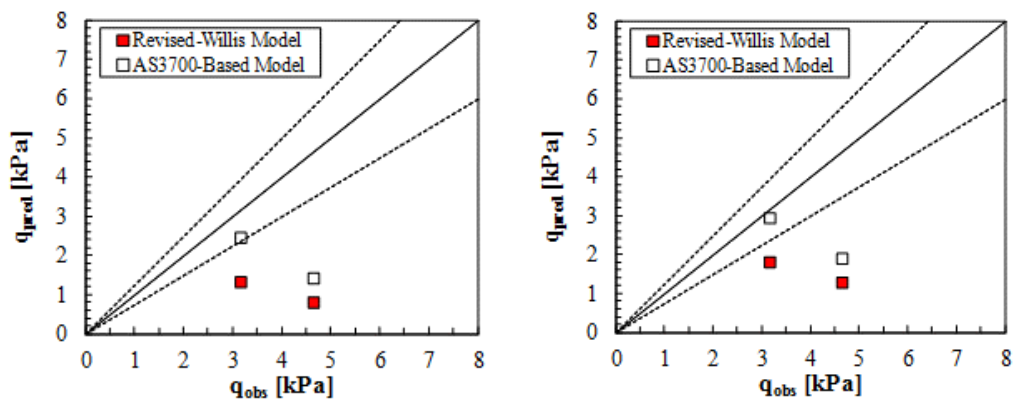 8
7
6
5
4
3
2
1
0
q_pred [kPa]
Revised-Willis Model
AS3700-Based Model
0 1 2 3 4 5 6 7 8
q_obs [kPa]
8
7
6
5
4
3
2
1
0
q_pred [kPa]
Revised-Willis Model
AS3700-Based Model
0 1 2 3 4 5 6 7 8
q_obs [kPa]